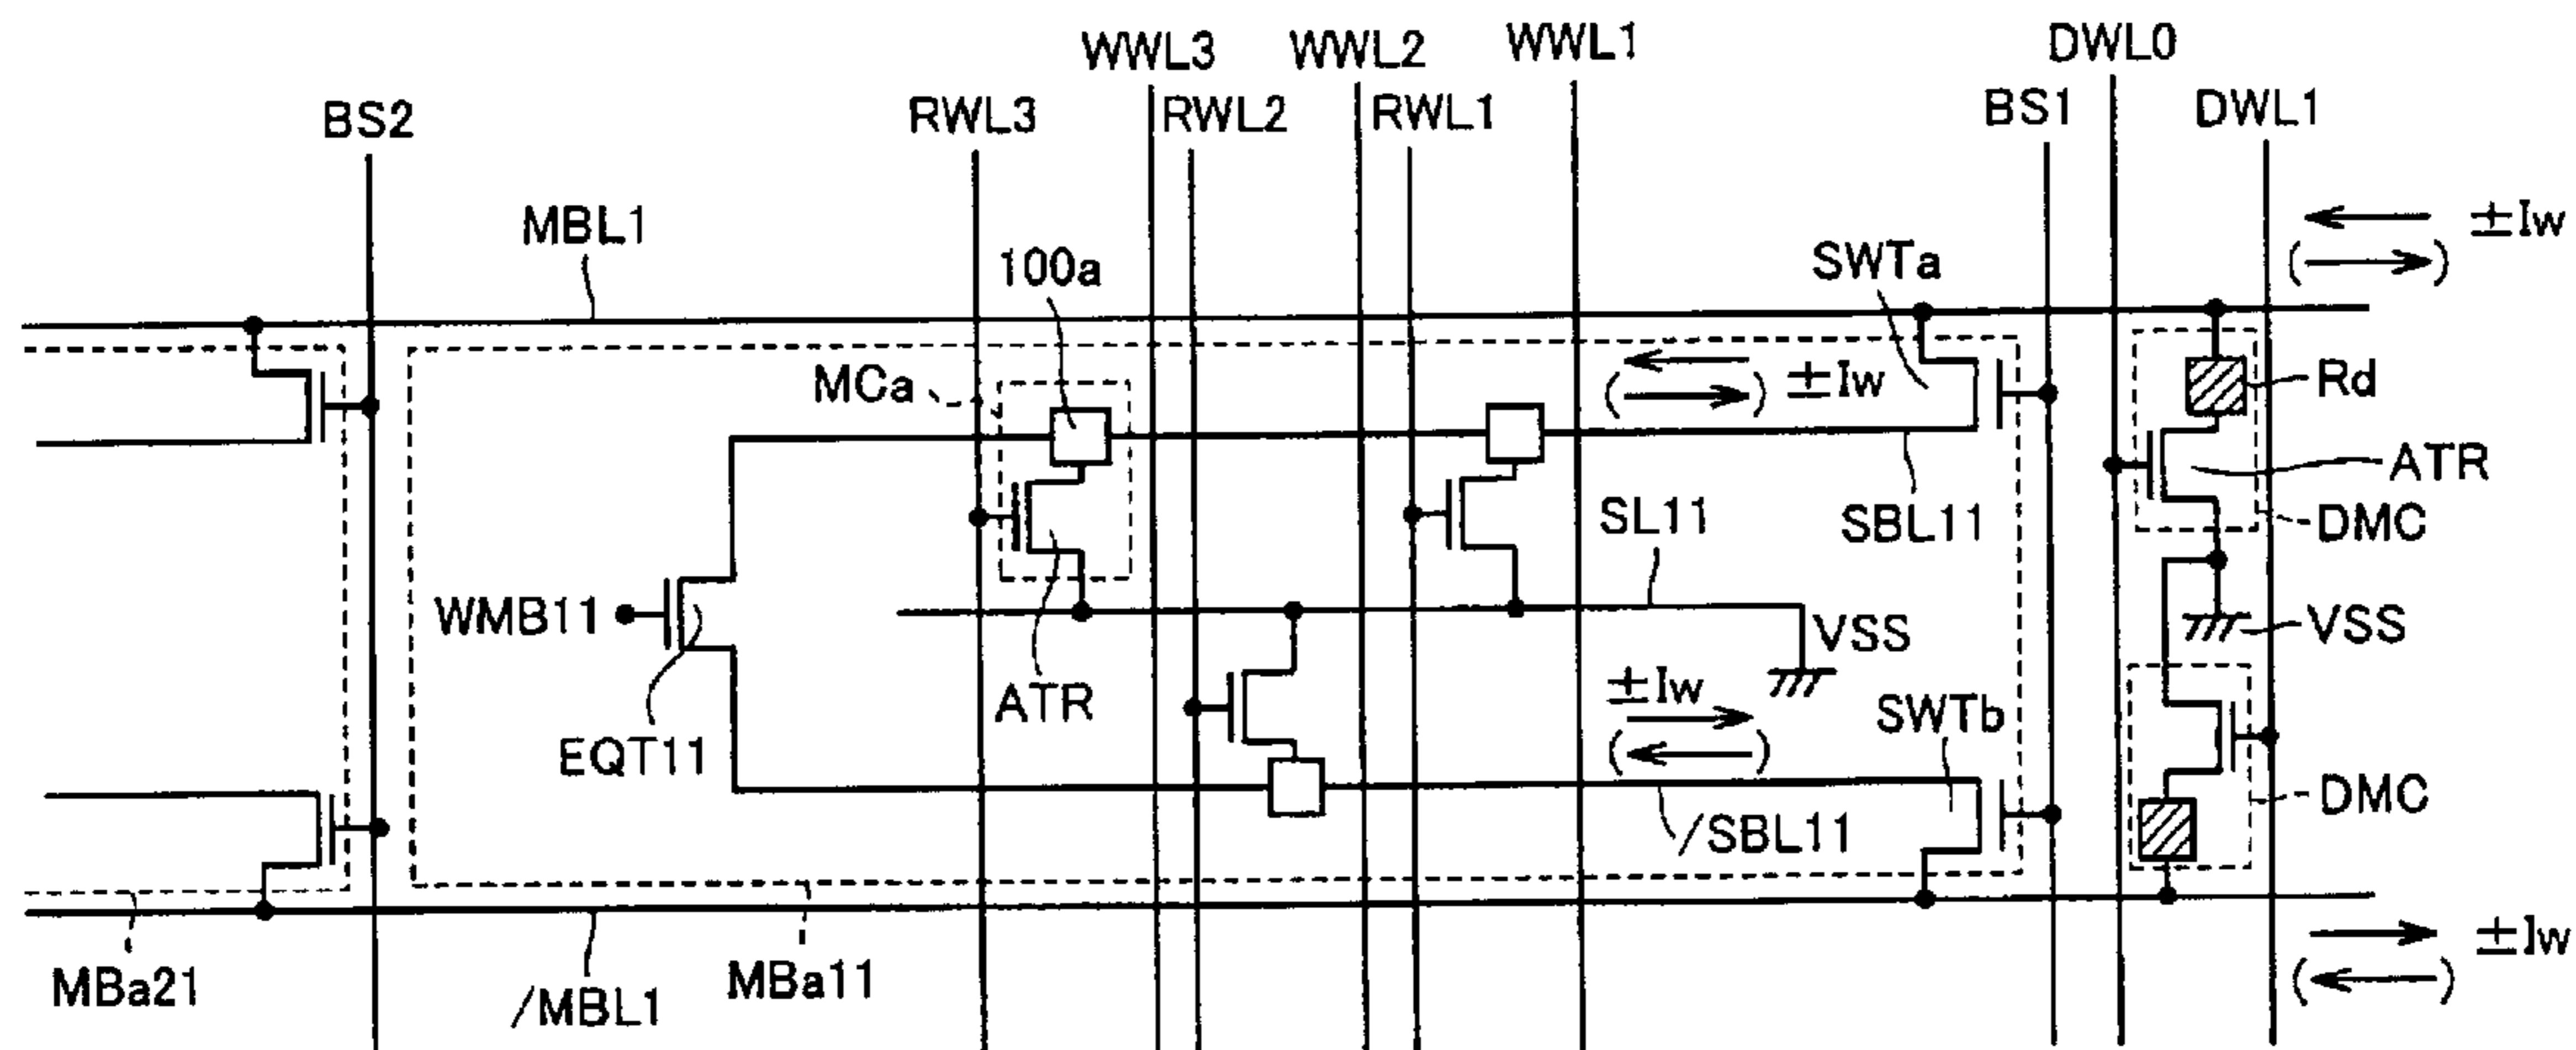 WWL3 WWL2 WWL1 DWL0
BS2 RWL3 RWL2 RWL1 BS1 DWL1
MBL1 100a SWTa ±Iw
( )
MCa ( ) ±Iw Rd
ATR
SL11 SBL11 DMC
WMB11 VSS VSS
ATR ±Iw SWTb
EQT11 ( )
/SBL11 DMC
±Iw
MBa21 /MBL1 MBa11 ( )